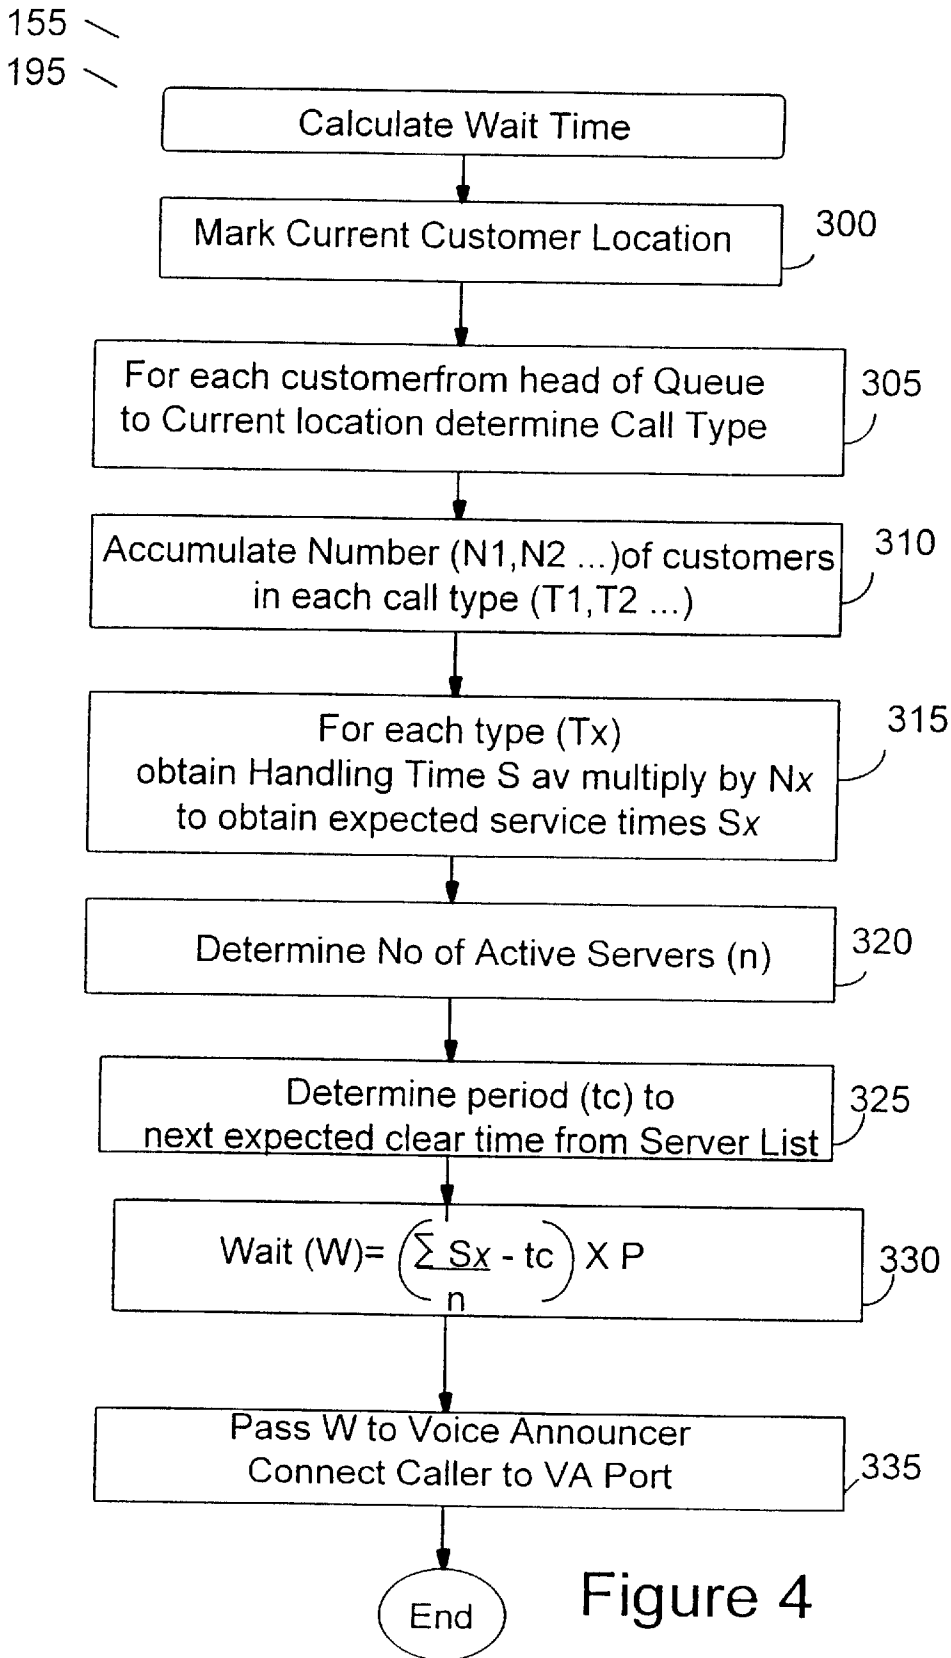 155
195
Calculate Wait Time
Mark Current Customer Location
300
For each customerfrom head of Queue
to Current location determine Call Type
305
Accumulate Number (N1,N2 ...)of customers
in each call type (T1,T2 ...)
310
For each type (Tx)
obtain Handling Time S av multiply by Nx
to obtain expected service times Sx
315
Determine No of Active Servers (n)
320
Determine period (tc) to
next expected clear time from Server List
325
Wait (W)= (∑ Sx - tc) X P
n
330
Pass W to Voice Announcer
Connect Caller to VA Port
335
End
Figure 4